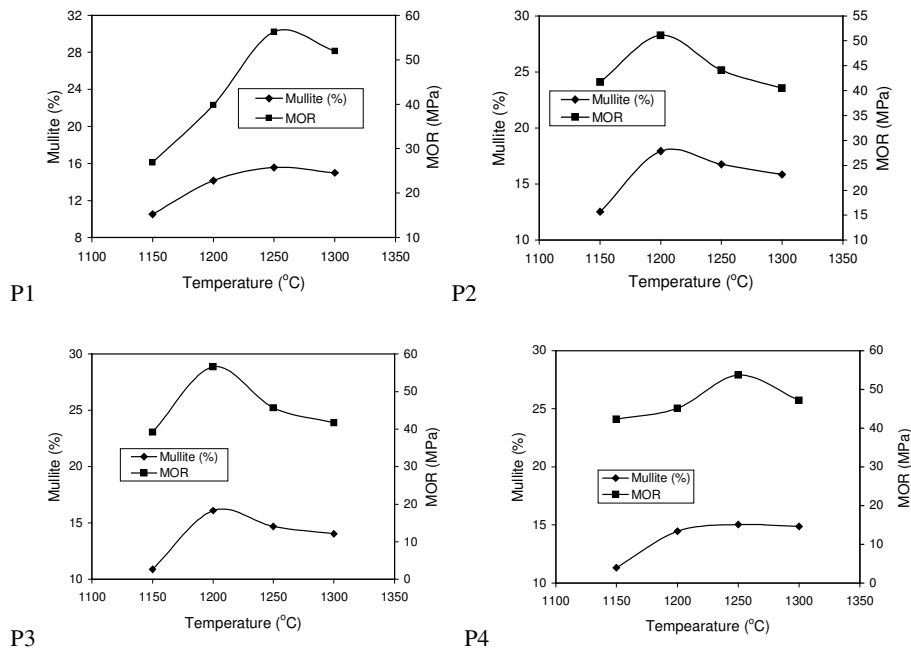 32
28
24
20
16
12
8
Mullite (%)
60
50
40
30
20
10
MOR (MPa)
Mullite (%)
MOR
1100 1150 1200 1250 1300 1350
Temperature (°C)
P1
30
25
20
15
10
Mullite (%)
55
50
45
40
35
30
25
20
15
10
MOR (MPa)
Mullite (%)
MOR
1100 1150 1200 1250 1300 1350
Temperature (°C)
P2
30
25
20
15
10
Mullite (%)
60
50
40
30
20
10
0
MOR (MPa)
Mullite (%)
MOR
1100 1150 1200 1250 1300 1350
Temperature (°C)
P3
30
25
20
15
10
Mullite (%)
60
50
40
30
20
10
0
MOR (MPa)
Mullite (%)
MOR
1100 1150 1200 1250 1300 1350
Tempearature (°C)
P4